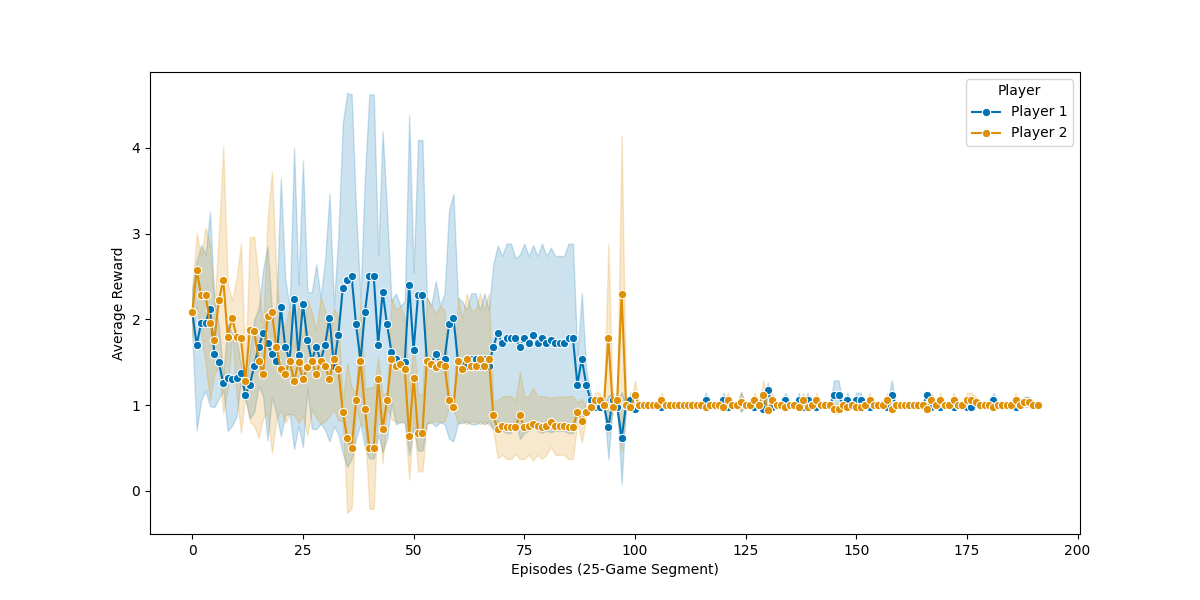 Player
Player 1
Player 2
Average Reward
4
3
2
1
0
0 25 50 75 100 125 150 175 200
Episodes (25-Game Segment)